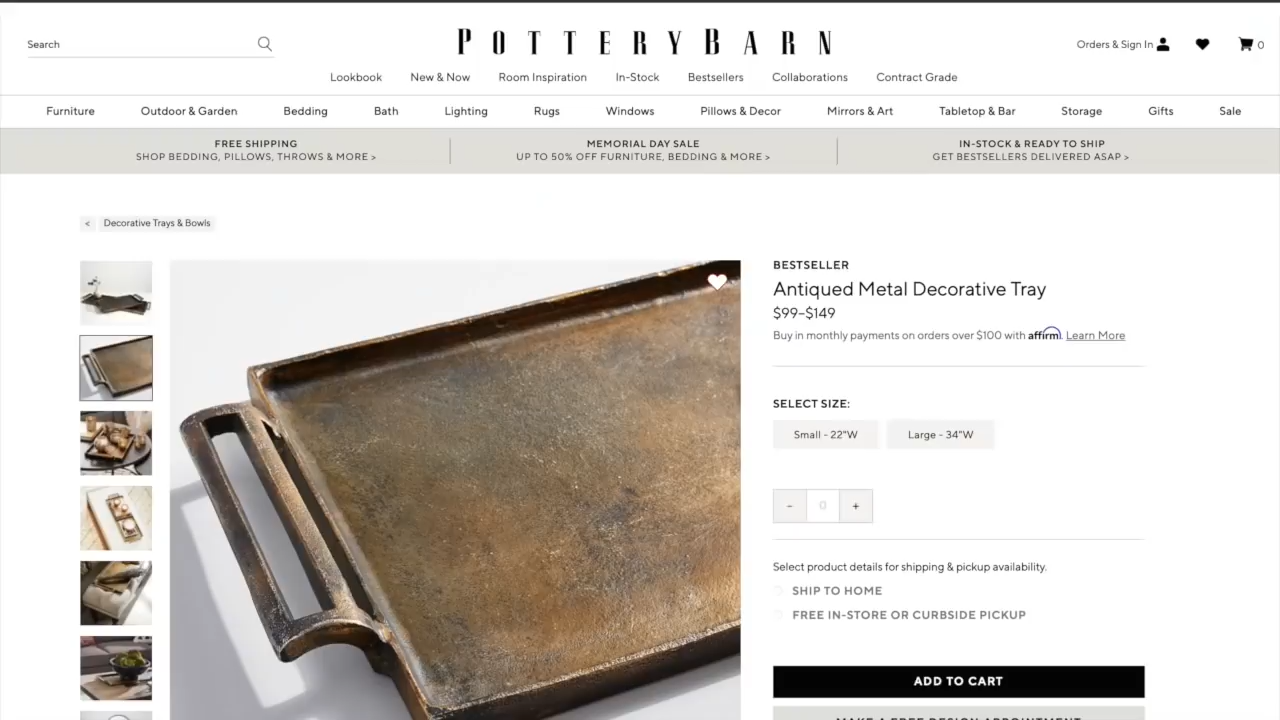 Search
POTTERYBARN
Orders & Sign In
0
Lookbook New & Now Room Inspiration In-Stock Bestsellers Collaborations Contract Grade
Furniture Outdoor & Garden Bedding Bath Lighting Rugs Windows Pillows & Decor Mirrors & Art Tabletop & Bar Storage Gifts Sale
FREE SHIPPING
SHOP BEDDING, PILLOWS, THROWS & MORE >
MEMORIAL DAY SALE
UP TO 50% OFF FURNITURE, BEDDING & MORE >
IN-STOCK & READY TO SHIP
GET BESTSELLERS DELIVERED ASAP >
< Decorative Trays & Bowls
BESTSELLER
Antiqued Metal Decorative Tray
$99–$149
Buy in monthly payments on orders over $100 with affirm. Learn More
SELECT SIZE:
Small - 22"W Large - 34"W
- 0 +
Select product details for shipping & pickup availability.
SHIP TO HOME
FREE IN-STORE OR CURBSIDE PICKUP
ADD TO CART
MAKE A FREE DESIGN APPOINTMENT